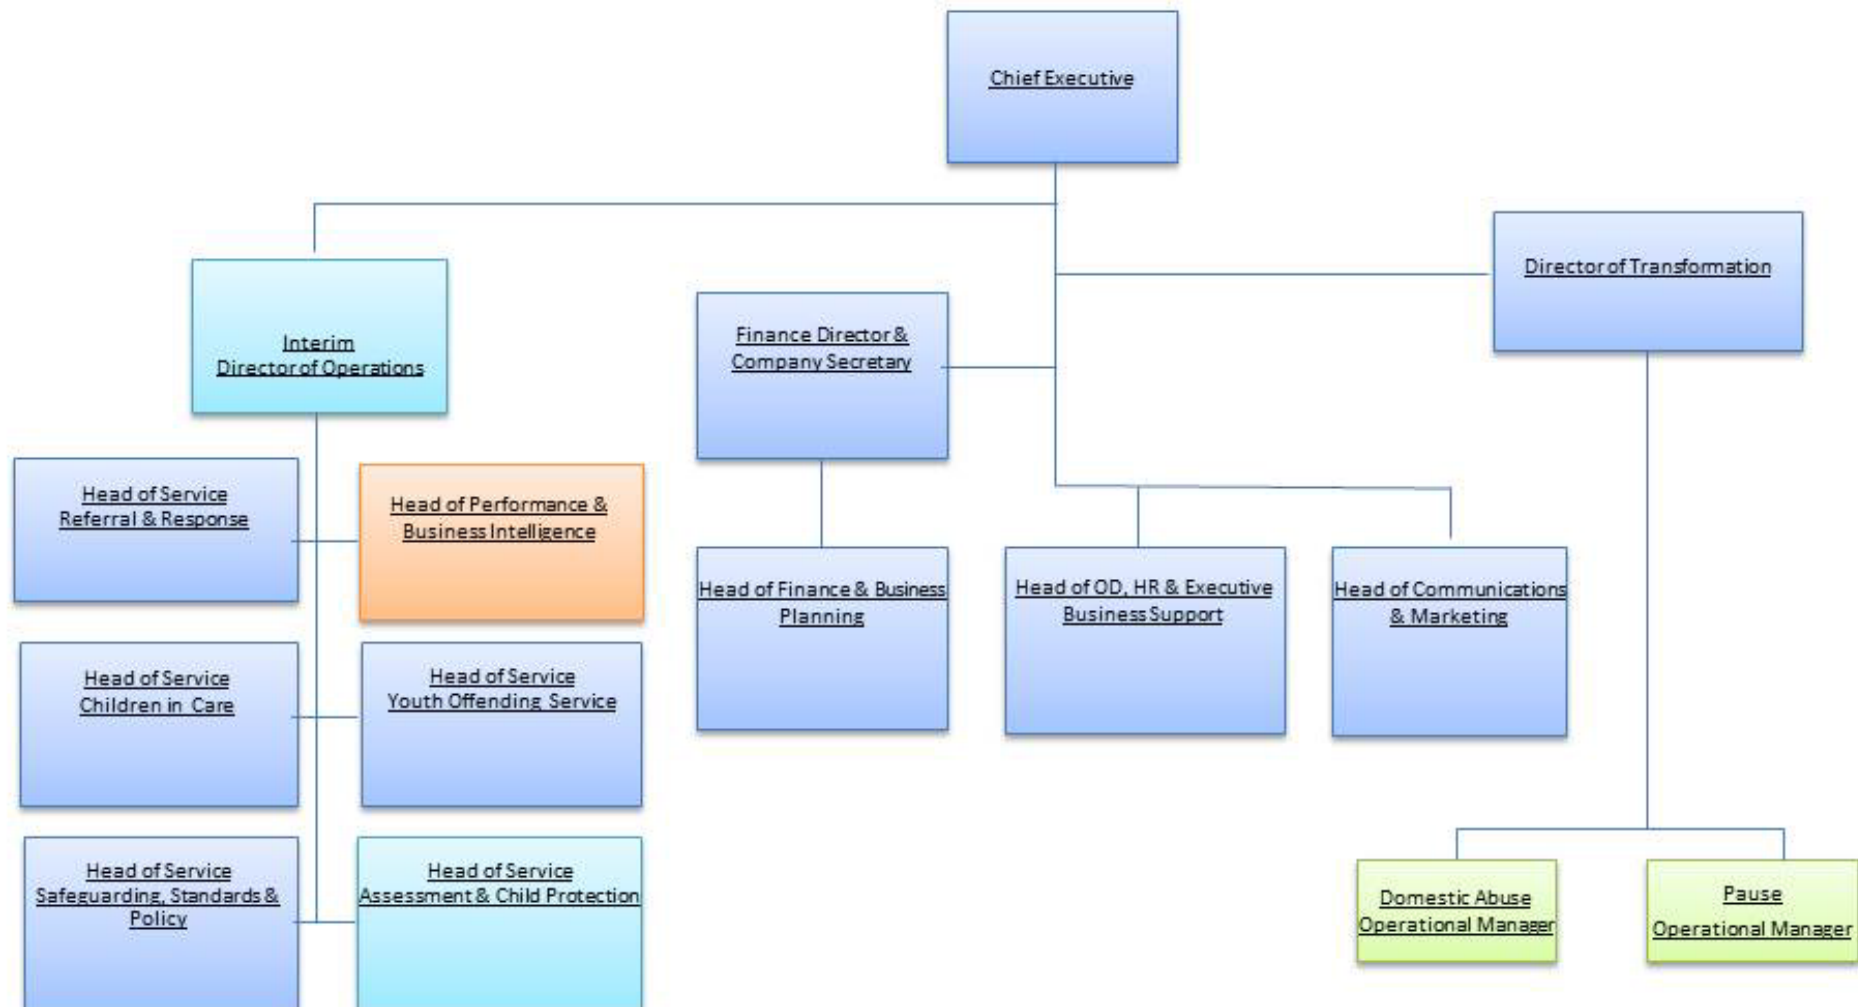 Chief Executive
Director of Transformation
Interim
Director of Operations
Finance Director &
Company Secretary
Head of Service
Referral & Response
Head of Performance &
Business Intelligence
Head of Finance & Business
Planning
Head of OD, HR & Executive
Business Support
Head of Communications
& Marketing
Head of Service
Children in Care
Head of Service
Youth Offending Service
Head of Service
Safeguarding, Standards &
Policy
Head of Service
Assessment & Child Protection
Domestic Abuse
Operational Manager
Pause
Operational Manager